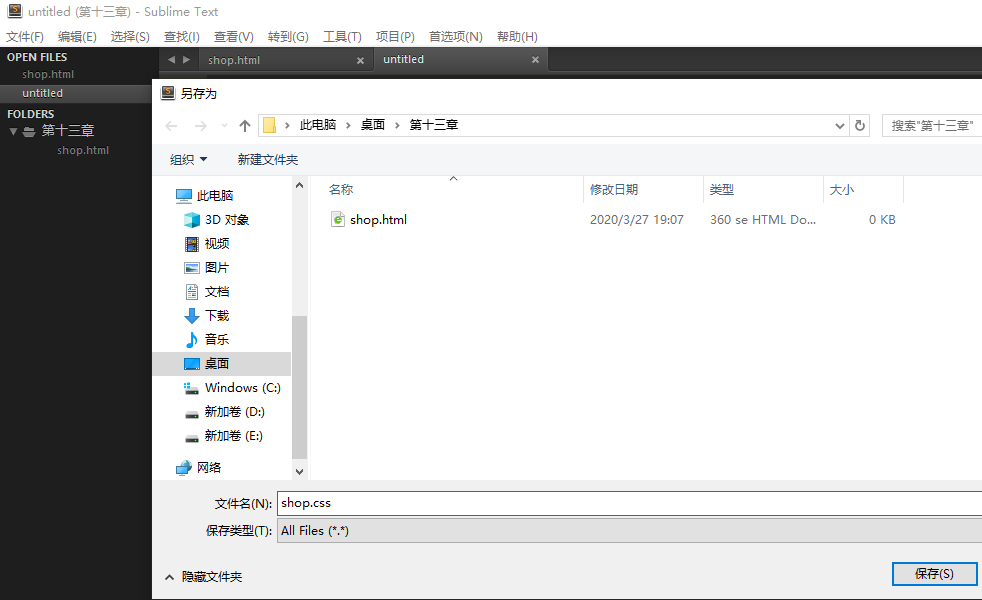 untitled (第十三章) - Sublime Text
文件(F) 编辑(E) 选择(S) 查找(I) 查看(V) 转到(G) 工具(T) 项目(P) 首选项(N) 帮助(H)
OPEN FILES
shop.html
untitled
FOLDERS
第十三章
shop.html
shop.html × untitled ×
另存为
此电脑 › 桌面 › 第十三章
搜索"第十三章"
组织 新建文件夹
此电脑
3D 对象
视频
图片
文档
下载
音乐
桌面
Windows (C:)
新加卷 (D:)
新加卷 (E:)
网络
名称 修改日期 类型 大小
shop.html 2020/3/27 19:07 360 se HTML Do... 0 KB
文件名(N): shop.css
保存类型(T): All Files (*.*)
隐藏文件夹
保存(S)